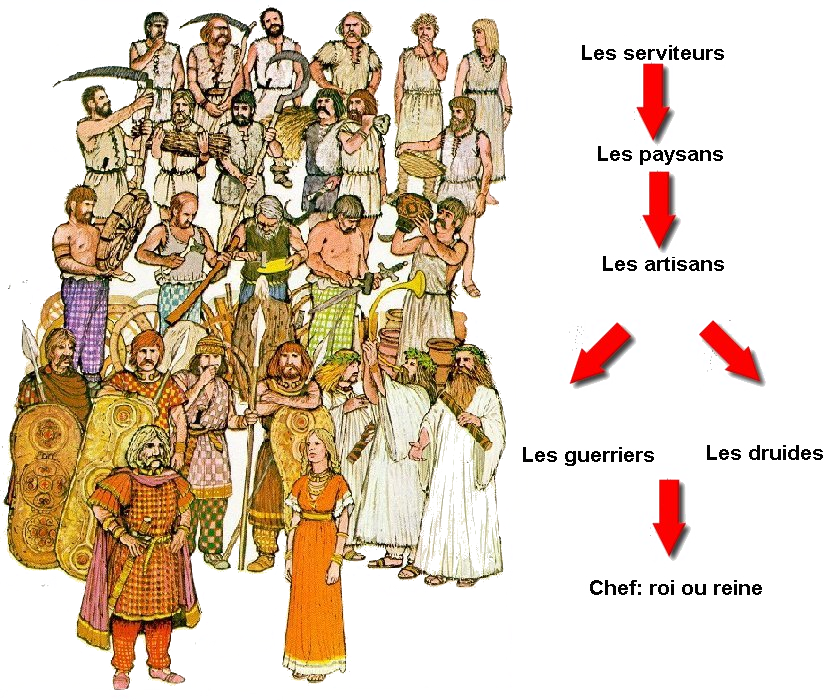 Les serviteurs
Les paysans
Les artisans
Les guerriers
Les druides
Chef: roi ou reine